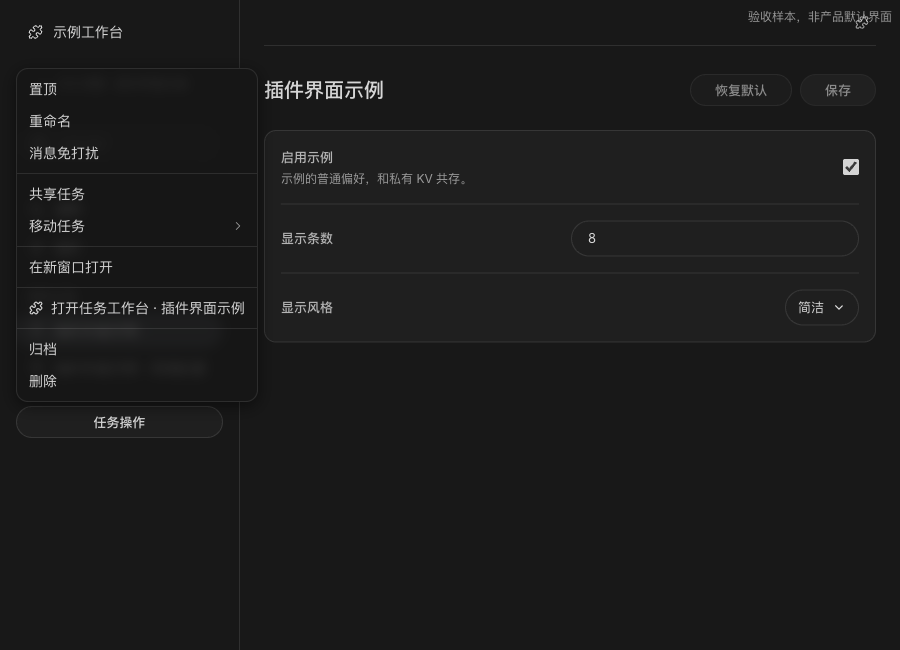 示例工作台
验收样本，非产品默认界面
置顶
重命名
消息免打扰
共享任务
移动任务
在新窗口打开
打开任务工作台 · 插件界面示例
归档
删除
任务操作
插件界面示例
恢复默认
保存
启用示例
示例的普通偏好，和私有 KV 共存。
显示条数
8
显示风格
简洁